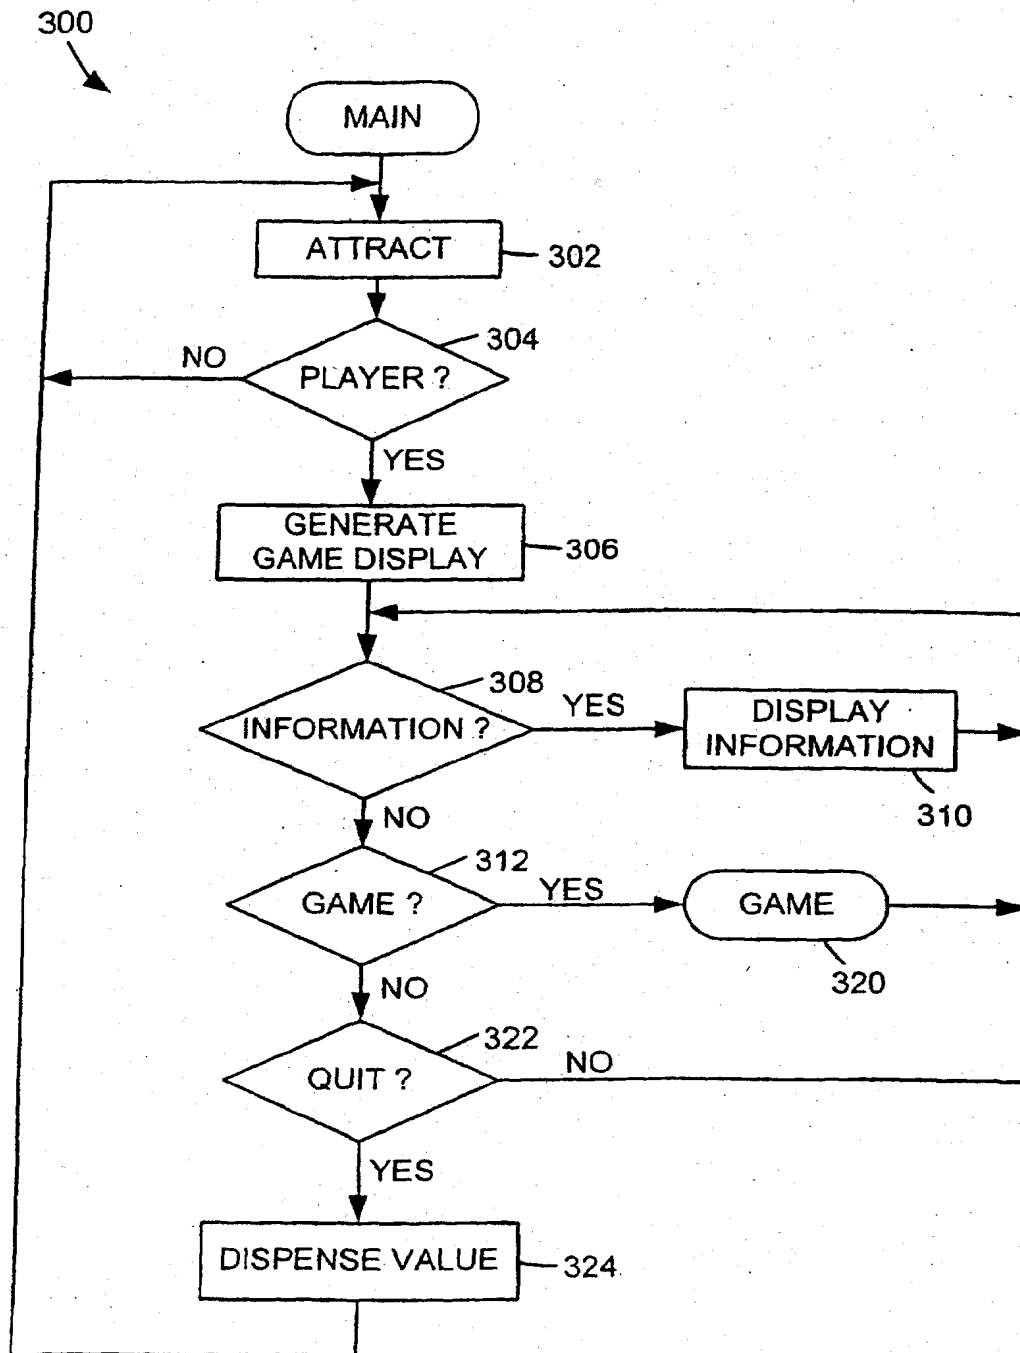 300
MAIN
ATTRACT
302
304
NO
PLAYER ?
YES
GENERATE
GAME DISPLAY
306
308
INFORMATION ?
YES
DISPLAY
INFORMATION
310
NO
312
GAME ?
YES
GAME
320
NO
322
QUIT ?
NO
YES
DISPENSE VALUE
324